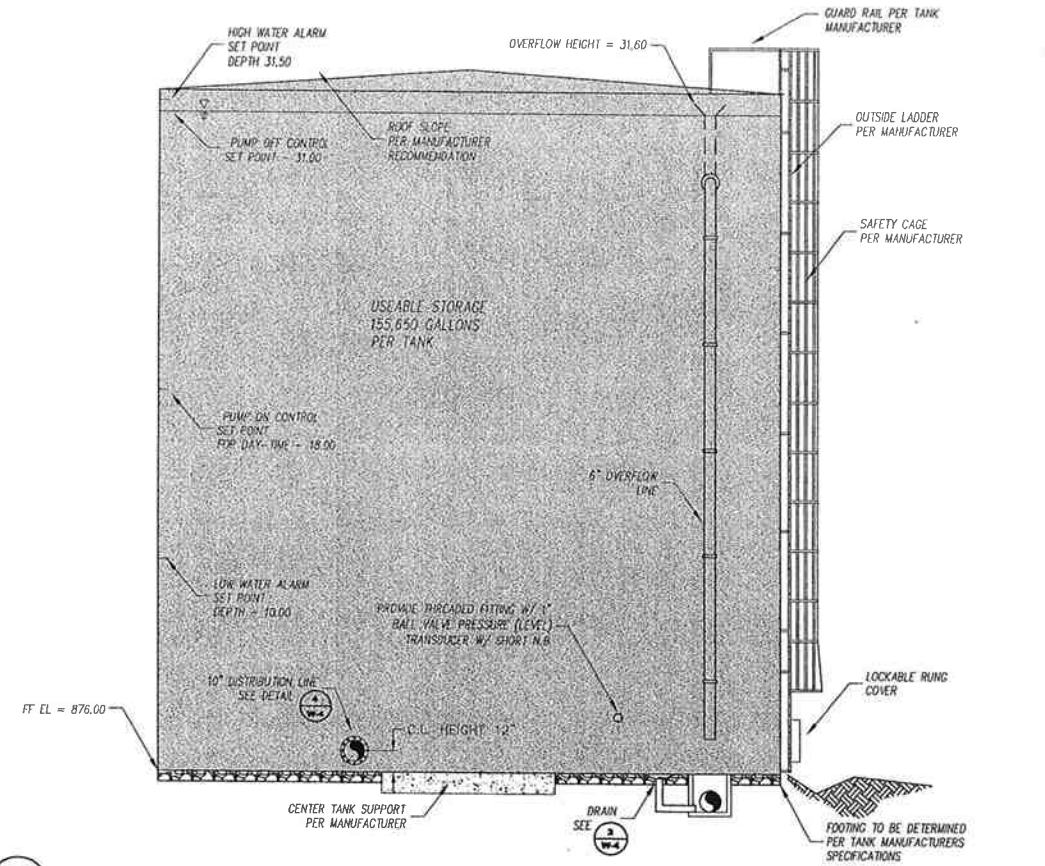 GUARD RAIL PER TANK
MANUFACTURER
HIGH WATER ALARM
SET POINT
DEPTH 31.50
OVERFLOW HEIGHT = 31.60
OUTSIDE LADDER
PER MANUFACTURER
PUMP OFF CONTROL
SET POINT - 31.00
ROOF SLOPE
PER MANUFACTURER
RECOMMENDATION
SAFETY CAGE
PER MANUFACTURER
USEABLE STORAGE
155,650 GALLONS
PER TANK
PUMP ON CONTROL
SET POINT
FOR DAY-TIME - 18.00
6" OVERFLOW
LINE
LOW WATER ALARM
SET POINT
DEPTH - 10.00
PROVIDE THREADED FITTING W/ 1"
BALL VALVE PRESSURE (LEVEL)
TRANSDUCER W/ SHORT N.B.
10" DISTRIBUTION LINE
SEE DETAIL
4
W-4
LOCKABLE RUNG
COVER
FF EL = 876.00
C.L. HEIGHT 12"
CENTER TANK SUPPORT
PER MANUFACTURER
DRAIN
SEE
W-4
FOOTING TO BE DETERMINED
PER TANK MANUFACTURERS
SPECIFICATIONS